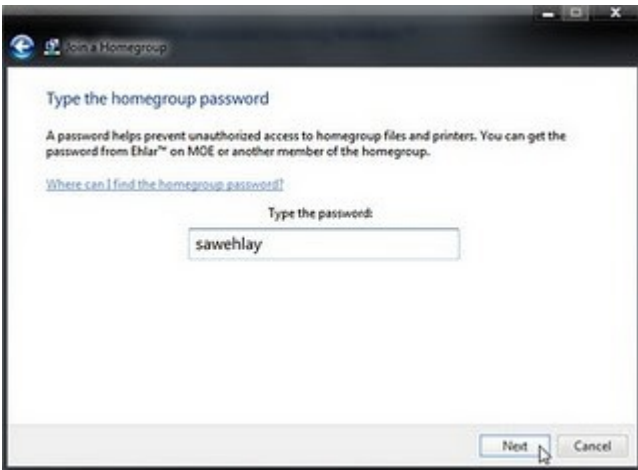 Join a Homegroup
Type the homegroup password
A password helps prevent unauthorized access to homegroup files and printers. You can get the
password from Ehlar™ on MOE or another member of the homegroup.
Where can I find the homegroup password?
Type the password:
sawehlay
Next Cancel